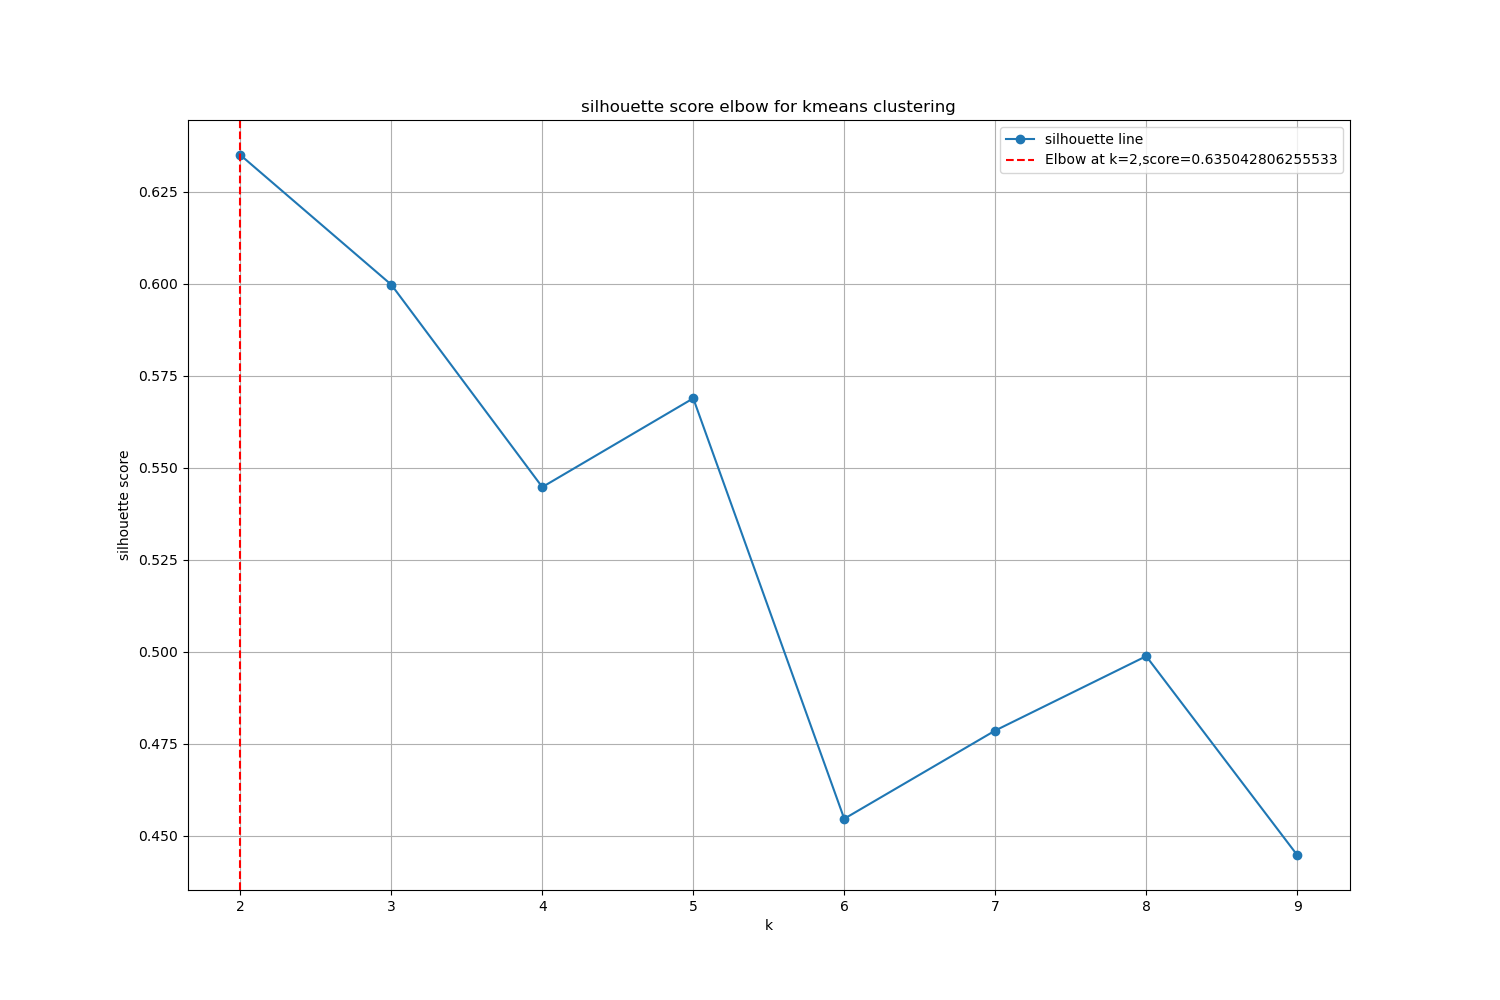 silhouette score elbow for kmeans clustering
silhouette line
Elbow at k=2,score=0.635042806255533
0.625
0.600
0.575
0.550
0.525
0.500
0.475
0.450
silhouette score
2 3 4 5 6 7 8 9
k